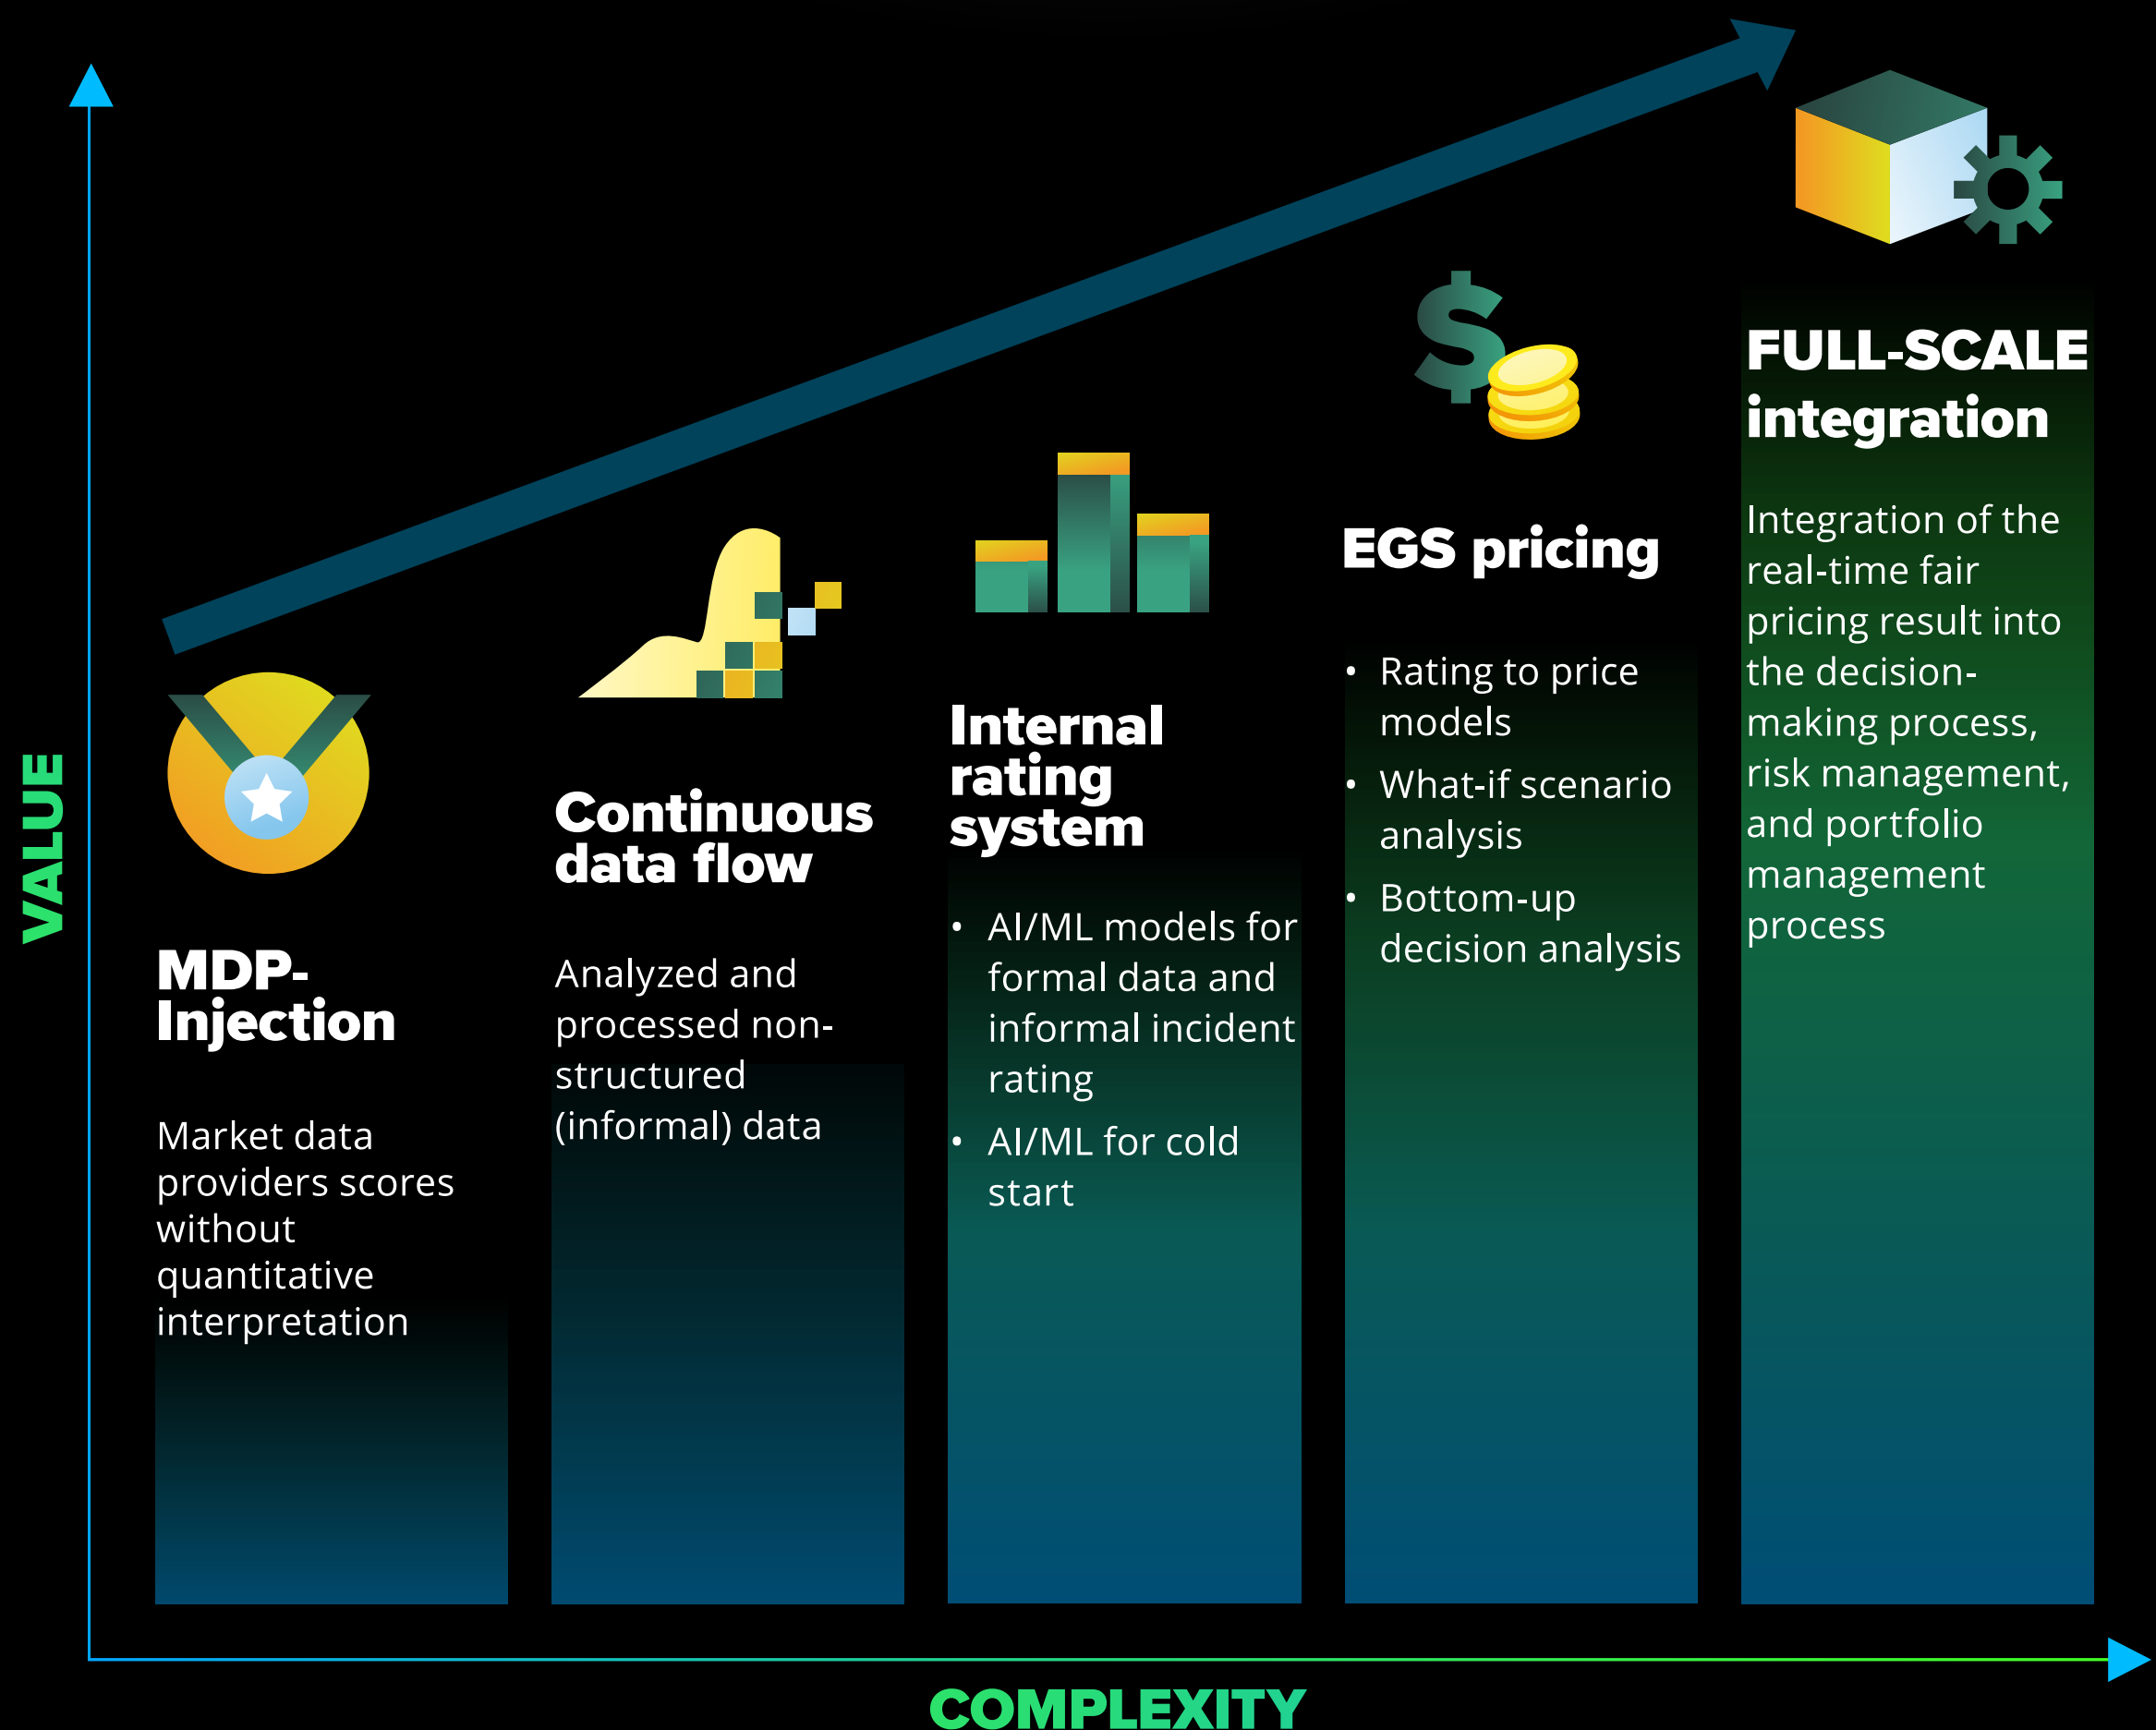 VALUE
MDP-
Injection
Market data
providers scores
without
quantitative
interpretation
Continuous
data flow
Analyzed and
processed non-
structured
(informal) data
Internal
rating
system
• AI/ML models for
formal data and
informal incident
rating
• AI/ML for cold
start
EGS pricing
• Rating to price
models
• What-if scenario
analysis
• Bottom-up
decision analysis
FULL-SCALE
integration
Integration of the
real-time fair
pricing result into
the decision-
making process,
risk management,
and portfolio
management
process
COMPLEXITY